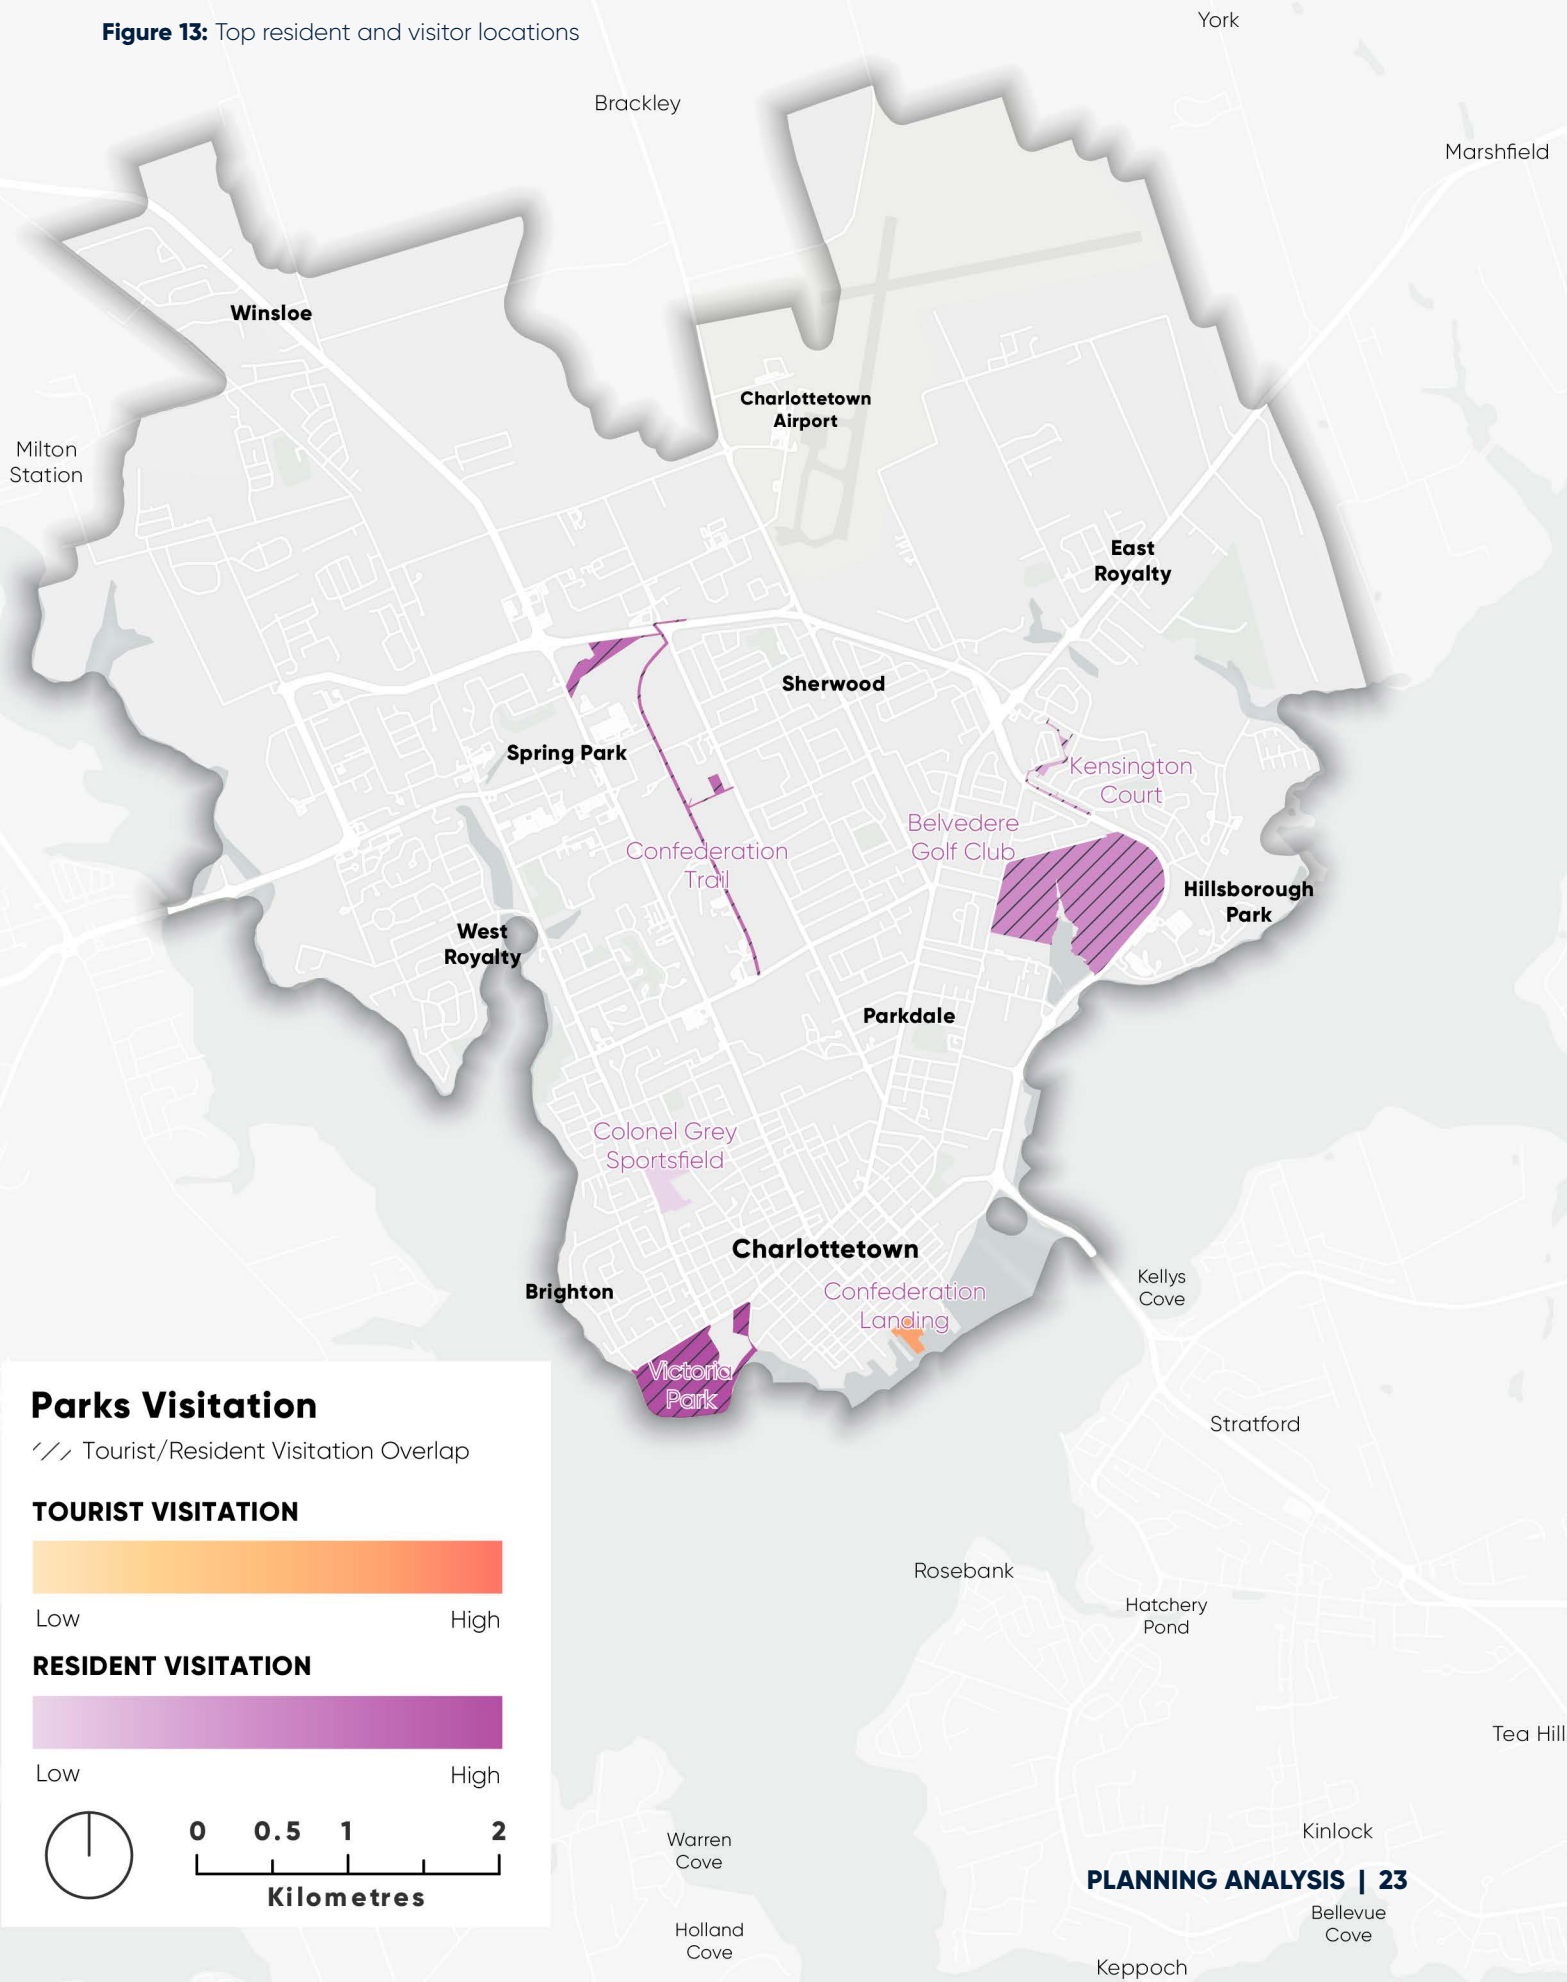 Figure 13: Top resident and visitor locations
York
Brackley
Marshfield
Winsloe
Charlottetown
Airport
Milton
Station
East
Royalty
Sherwood
Spring Park
Kensington
Court
Belvedere
Golf Club
Confederation
Trail
Hillsborough
Park
West
Royalty
Parkdale
Colonel Grey
Sportsfield
Charlottetown
Brighton
Confederation
Landing
Kellys
Cove
Victoria
Park
Stratford
Parks Visitation
Tourist/Resident Visitation Overlap
TOURIST VISITATION
Low High
RESIDENT VISITATION
Low High
0 0.5 1 2
Kilometres
Rosebank
Hatchery
Pond
Tea Hill
Warren
Cove
Kinlock
PLANNING ANALYSIS | 23
Bellevue
Cove
Holland
Cove
Keppoch